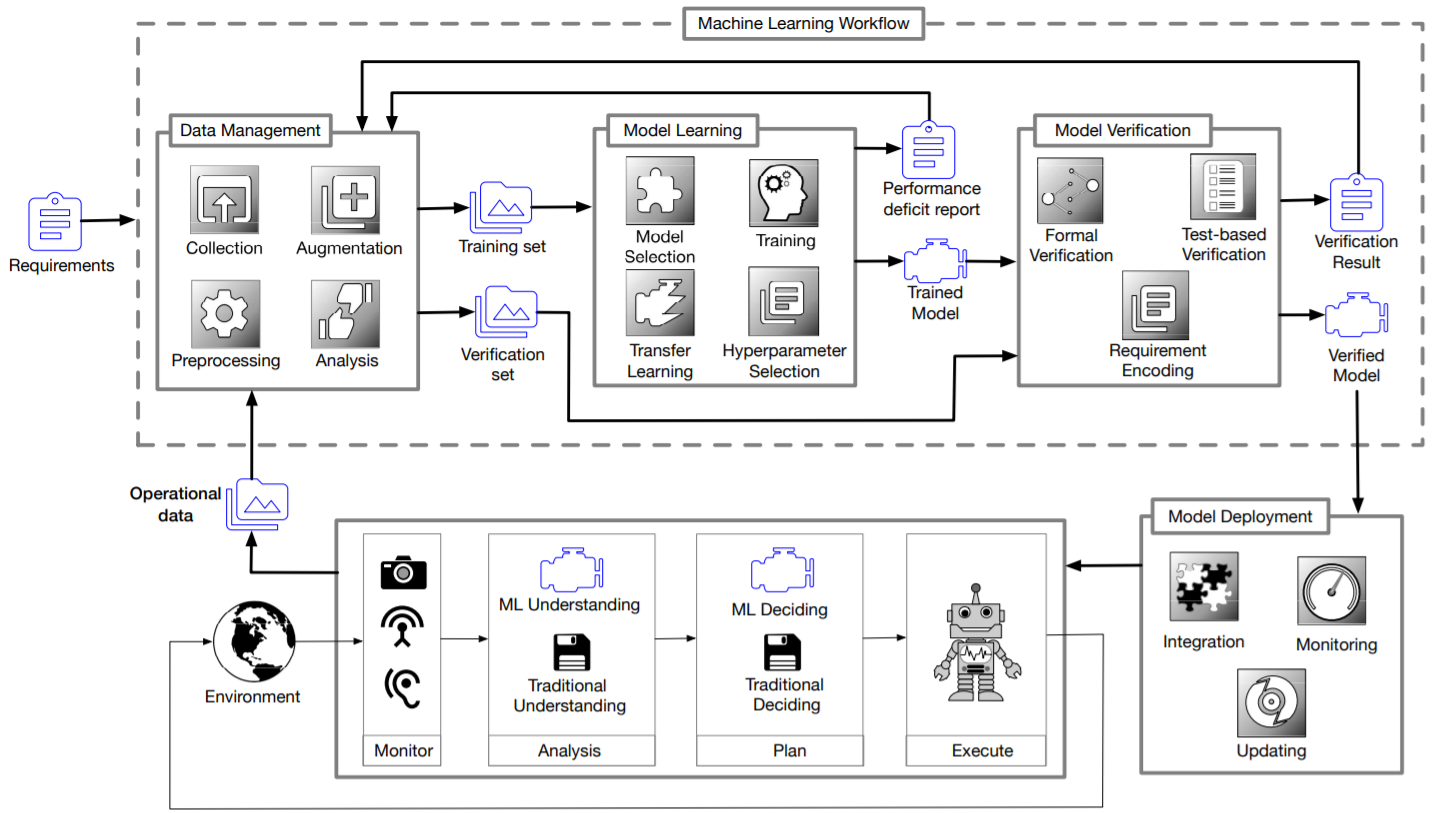 Machine Learning Workflow
Data Management
Collection
Augmentation
Preprocessing
Analysis
Requirements
Training set
Verification
set
Model Learning
Model
Selection
Training
Transfer
Learning
Hyperparameter
Selection
Performance
deficit report
Trained
Model
Model Verification
Formal
Verification
Test-based
Verification
Requirement
Encoding
Verification
Result
Verified
Model
Operational
data
Environment
Monitor
ML Understanding
Traditional
Understanding
Analysis
ML Deciding
Traditional
Deciding
Plan
Execute
Model Deployment
Integration
Monitoring
Updating